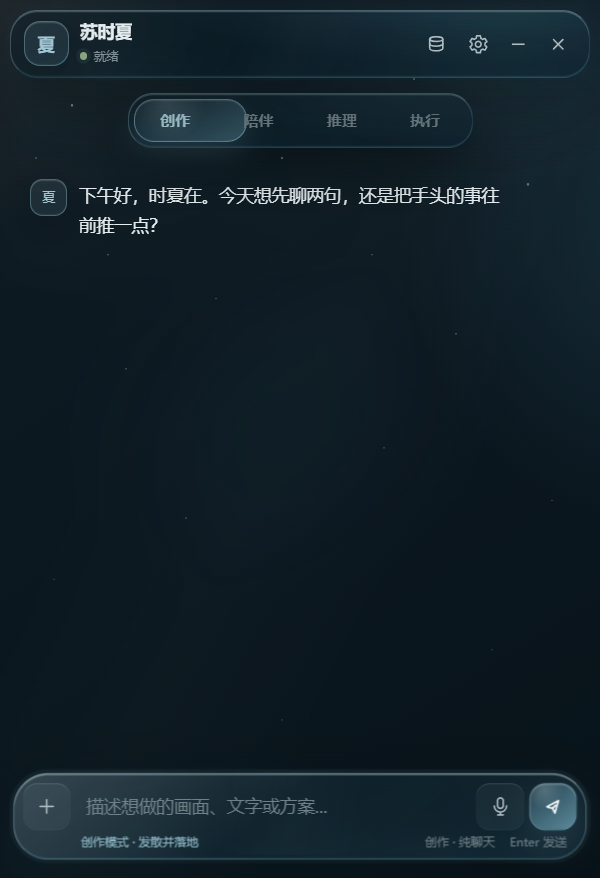 夏
苏时夏
就绪
创作 陪伴 推理 执行
夏
下午好，时夏在。今天想先聊两句，还是把手头的事往
前推一点？
描述想做的画面、文字或方案...
创作模式 · 发散并落地 创作 · 纯聊天 Enter 发送